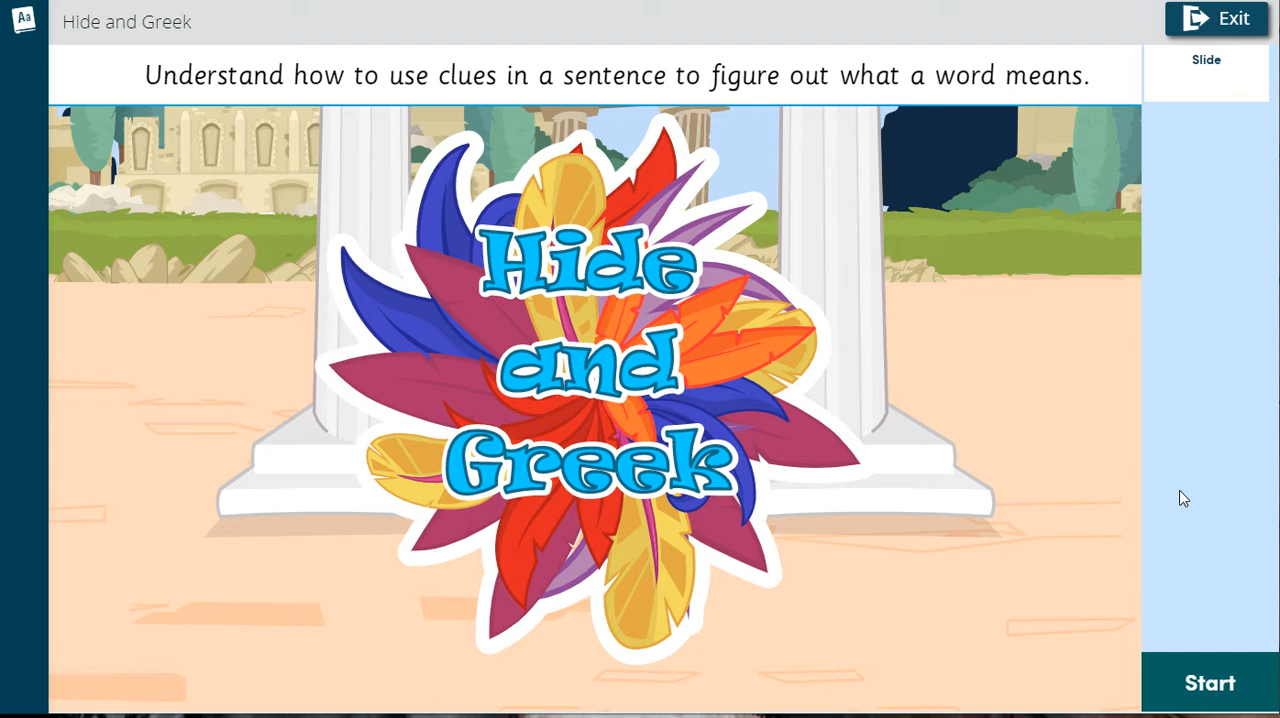 Aa
Hide and Greek
Exit
Understand how to use clues in a sentence to figure out what a word means.
Slide
Hide
and
Greek
Start